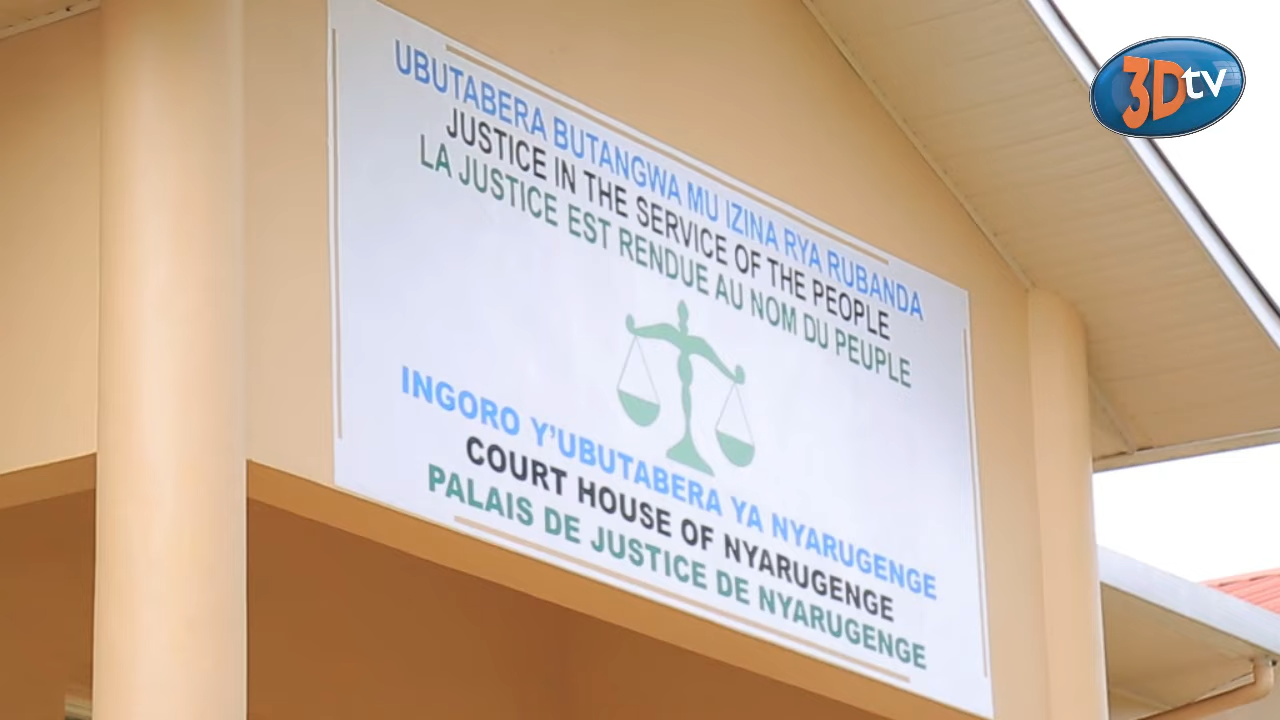 3Dtv
UBUTABERA BUTANGWA MU IZINA RYA RUBANDA
JUSTICE IN THE SERVICE OF THE PEOPLE
LA JUSTICE EST RENDUE AU NOM DU PEUPLE
INGORO Y'UBUTABERA YA NYARUGENGE
COURT HOUSE OF NYARUGENGE
PALAIS DE JUSTICE DE NYARUGENGE